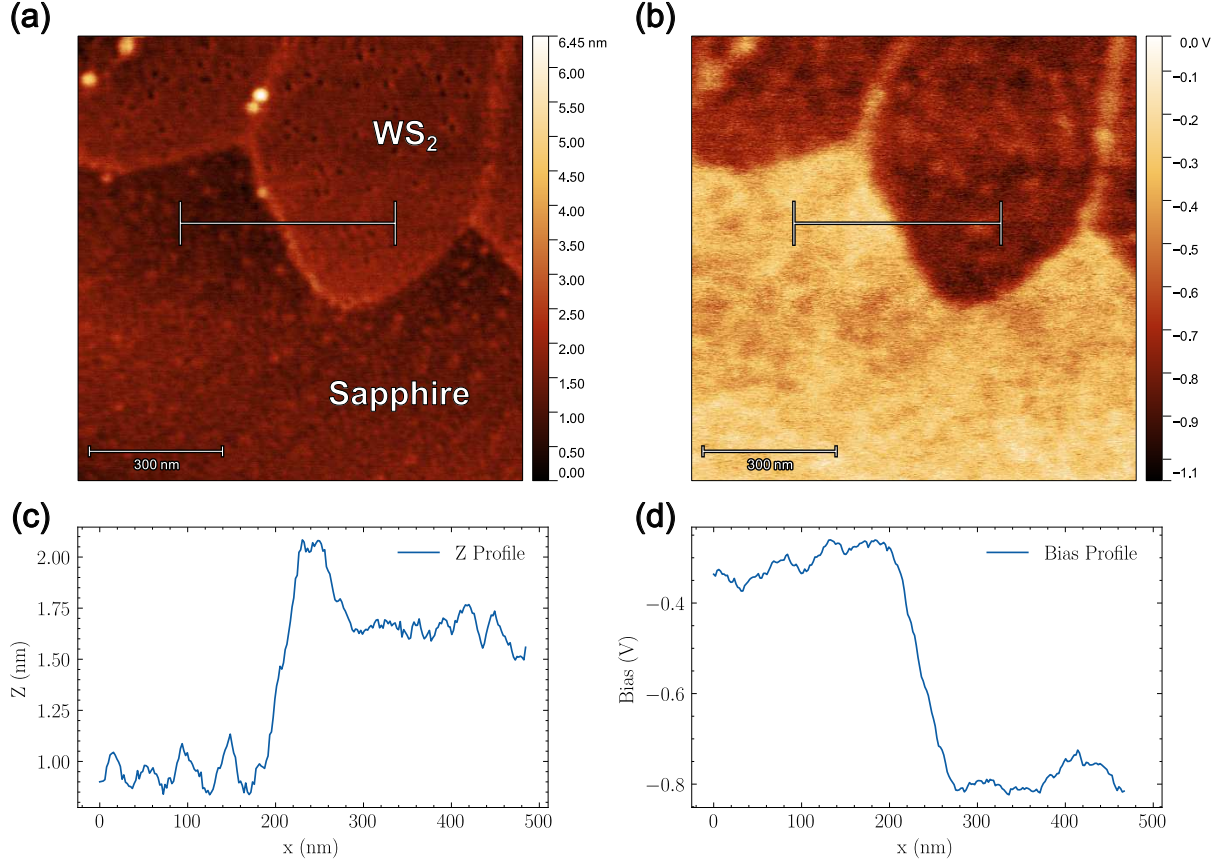 (a)
WS₂
Sapphire
300 nm
6.45 nm
6.00
5.50
5.00
4.50
4.00
3.50
3.00
2.50
2.00
1.50
1.00
0.50
0.00
(b)
300 nm
0.0 V
−0.1
−0.2
−0.3
−0.4
−0.5
−0.6
−0.7
−0.8
−0.9
−1.1
(c)
Z Profile
2.00
1.75
1.50
1.25
1.00
Z (nm)
0 100 200 300 400 500
x (nm)
(d)
Bias Profile
−0.4
−0.6
−0.8
Bias (V)
0 100 200 300 400 500
x (nm)